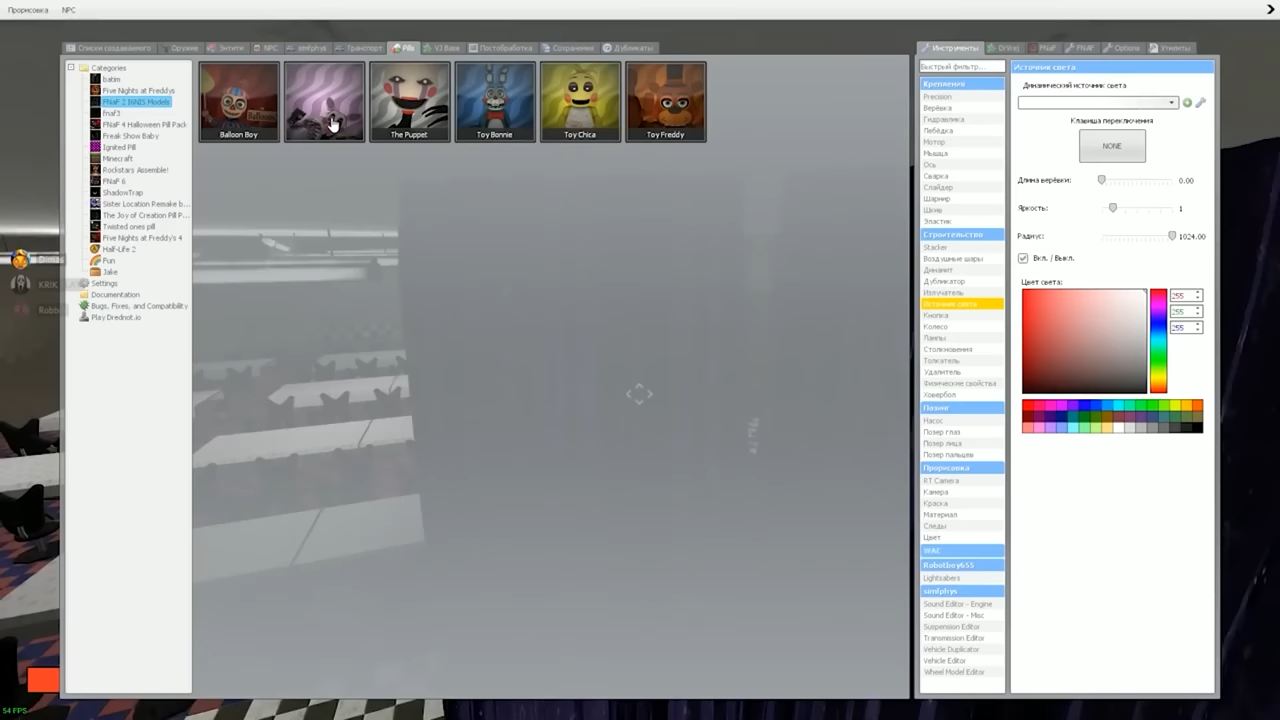 Прорисовка NPC
Списки создаваемого Оружие Энтити NPC simfphys Транспорт Pills VJ Base Постобработка Сохранения Дубликаты
Categories
batim
Five Nights at Freddys
FNaF 2 IANIS Models
fnaf3
FNAF 4 Halloween Pill Pack
Freak Show Baby
Ignited Pill
Minecraft
Rockstars Assemble!
FNaF 6
ShadowTrap
Sister Location Remake b...
The Joy of Creation Pill P...
Twisted ones pill
Five Nights at Freddy's 4
Half-Life 2
Fun
Jake
Settings
Documentation
Bugs, Fixes, and Compatibility
Play Drednot.io
Balloon Boy
The Puppet
Toy Bonnie
Toy Chica
Toy Freddy
KRIK
54 FPS
Инструменты DrVrej FNaF FNAF Options Утилиты
Быстрый фильтр...
Крепления
Precision
Верёвка
Гидравлика
Лебёдка
Мотор
Мышца
Ось
Сварка
Слайдер
Шарнир
Шкив
Эластик
Строительство
Stacker
Воздушные шары
Динамит
Дубликатор
Излучатель
Источник света
Кнопка
Колесо
Лампы
Столкновения
Толкатель
Удалитель
Физические свойства
Ховербол
Позинг
Насос
Позер глаз
Позер лица
Позер пальцев
Прорисовка
RT Camera
Камера
Краска
Материал
Следы
Цвет
WAC
Robotboy655
Lightsabers
simfphys
Sound Editor - Engine
Sound Editor - Misc
Suspension Editor
Transmission Editor
Vehicle Duplicator
Vehicle Editor
Wheel Model Editor
Источник света
Динамический источник света
Клавиша переключения
NONE
Длина верёвки: 0.00
Яркость: 1
Радиус: 1024.00
Вкл. / Выкл.
Цвет света:
255
255
255